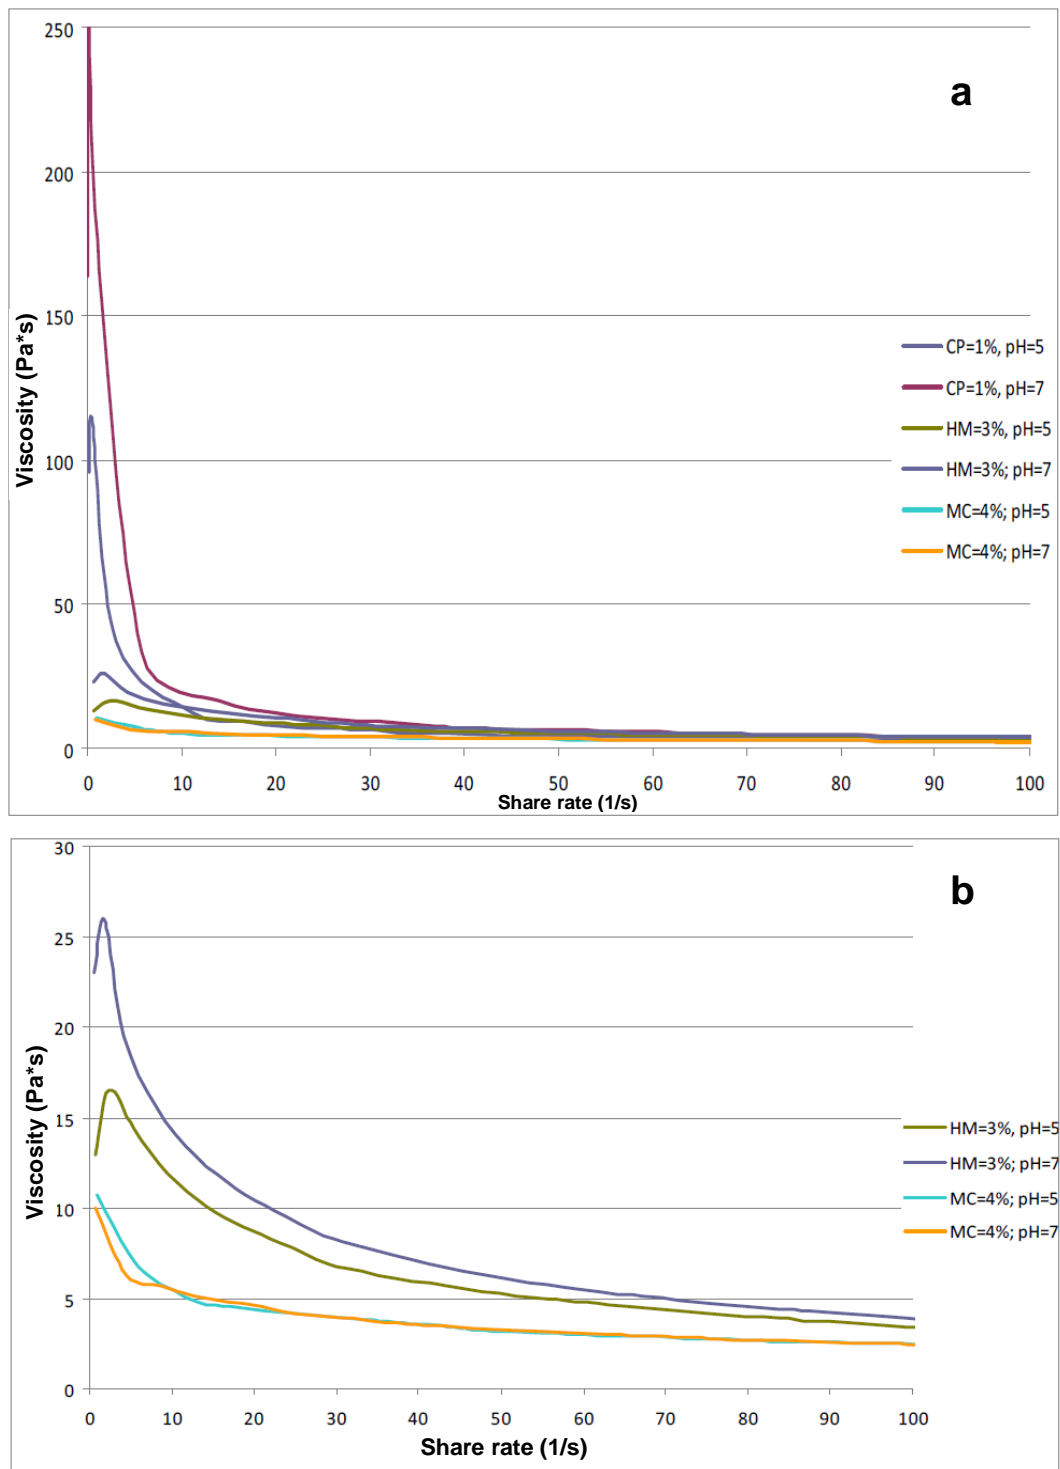 250
a
200
150
Viscosity (Pa*s)
CP=1%, pH=5
CP=1%, pH=7
HM=3%, pH=5
HM=3%; pH=7
MC=4%; pH=5
MC=4%; pH=7
100
50
0
0 10 20 30 40 50 60 70 80 90 100
Share rate (1/s)
30
b
25
20
Viscosity (Pa*s)
15
HM=3%, pH=5
HM=3%; pH=7
MC=4%; pH=5
MC=4%; pH=7
10
5
0
0 10 20 30 40 50 60 70 80 90 100
Share rate (1/s)